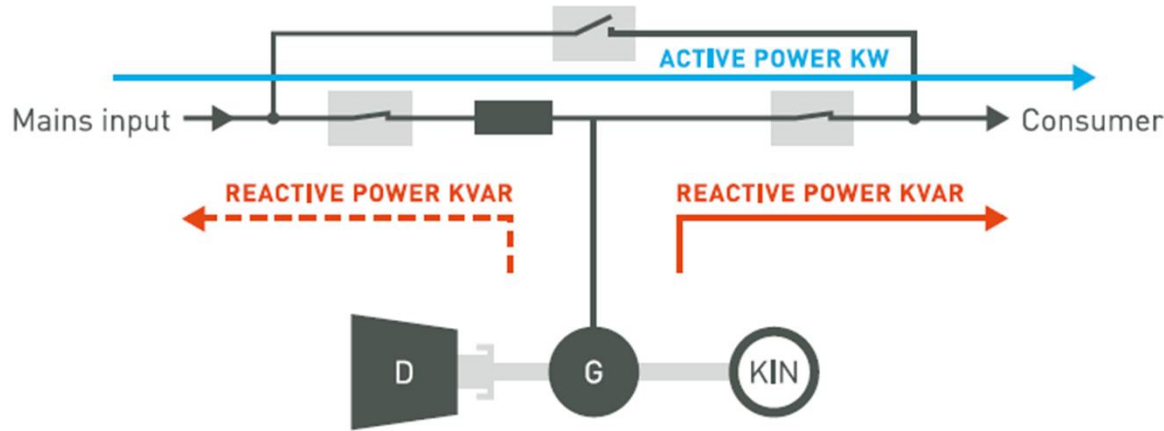 ACTIVE POWER KW
Mains input
Consumer
REACTIVE POWER KVAR
REACTIVE POWER KVAR
D
G
KIN